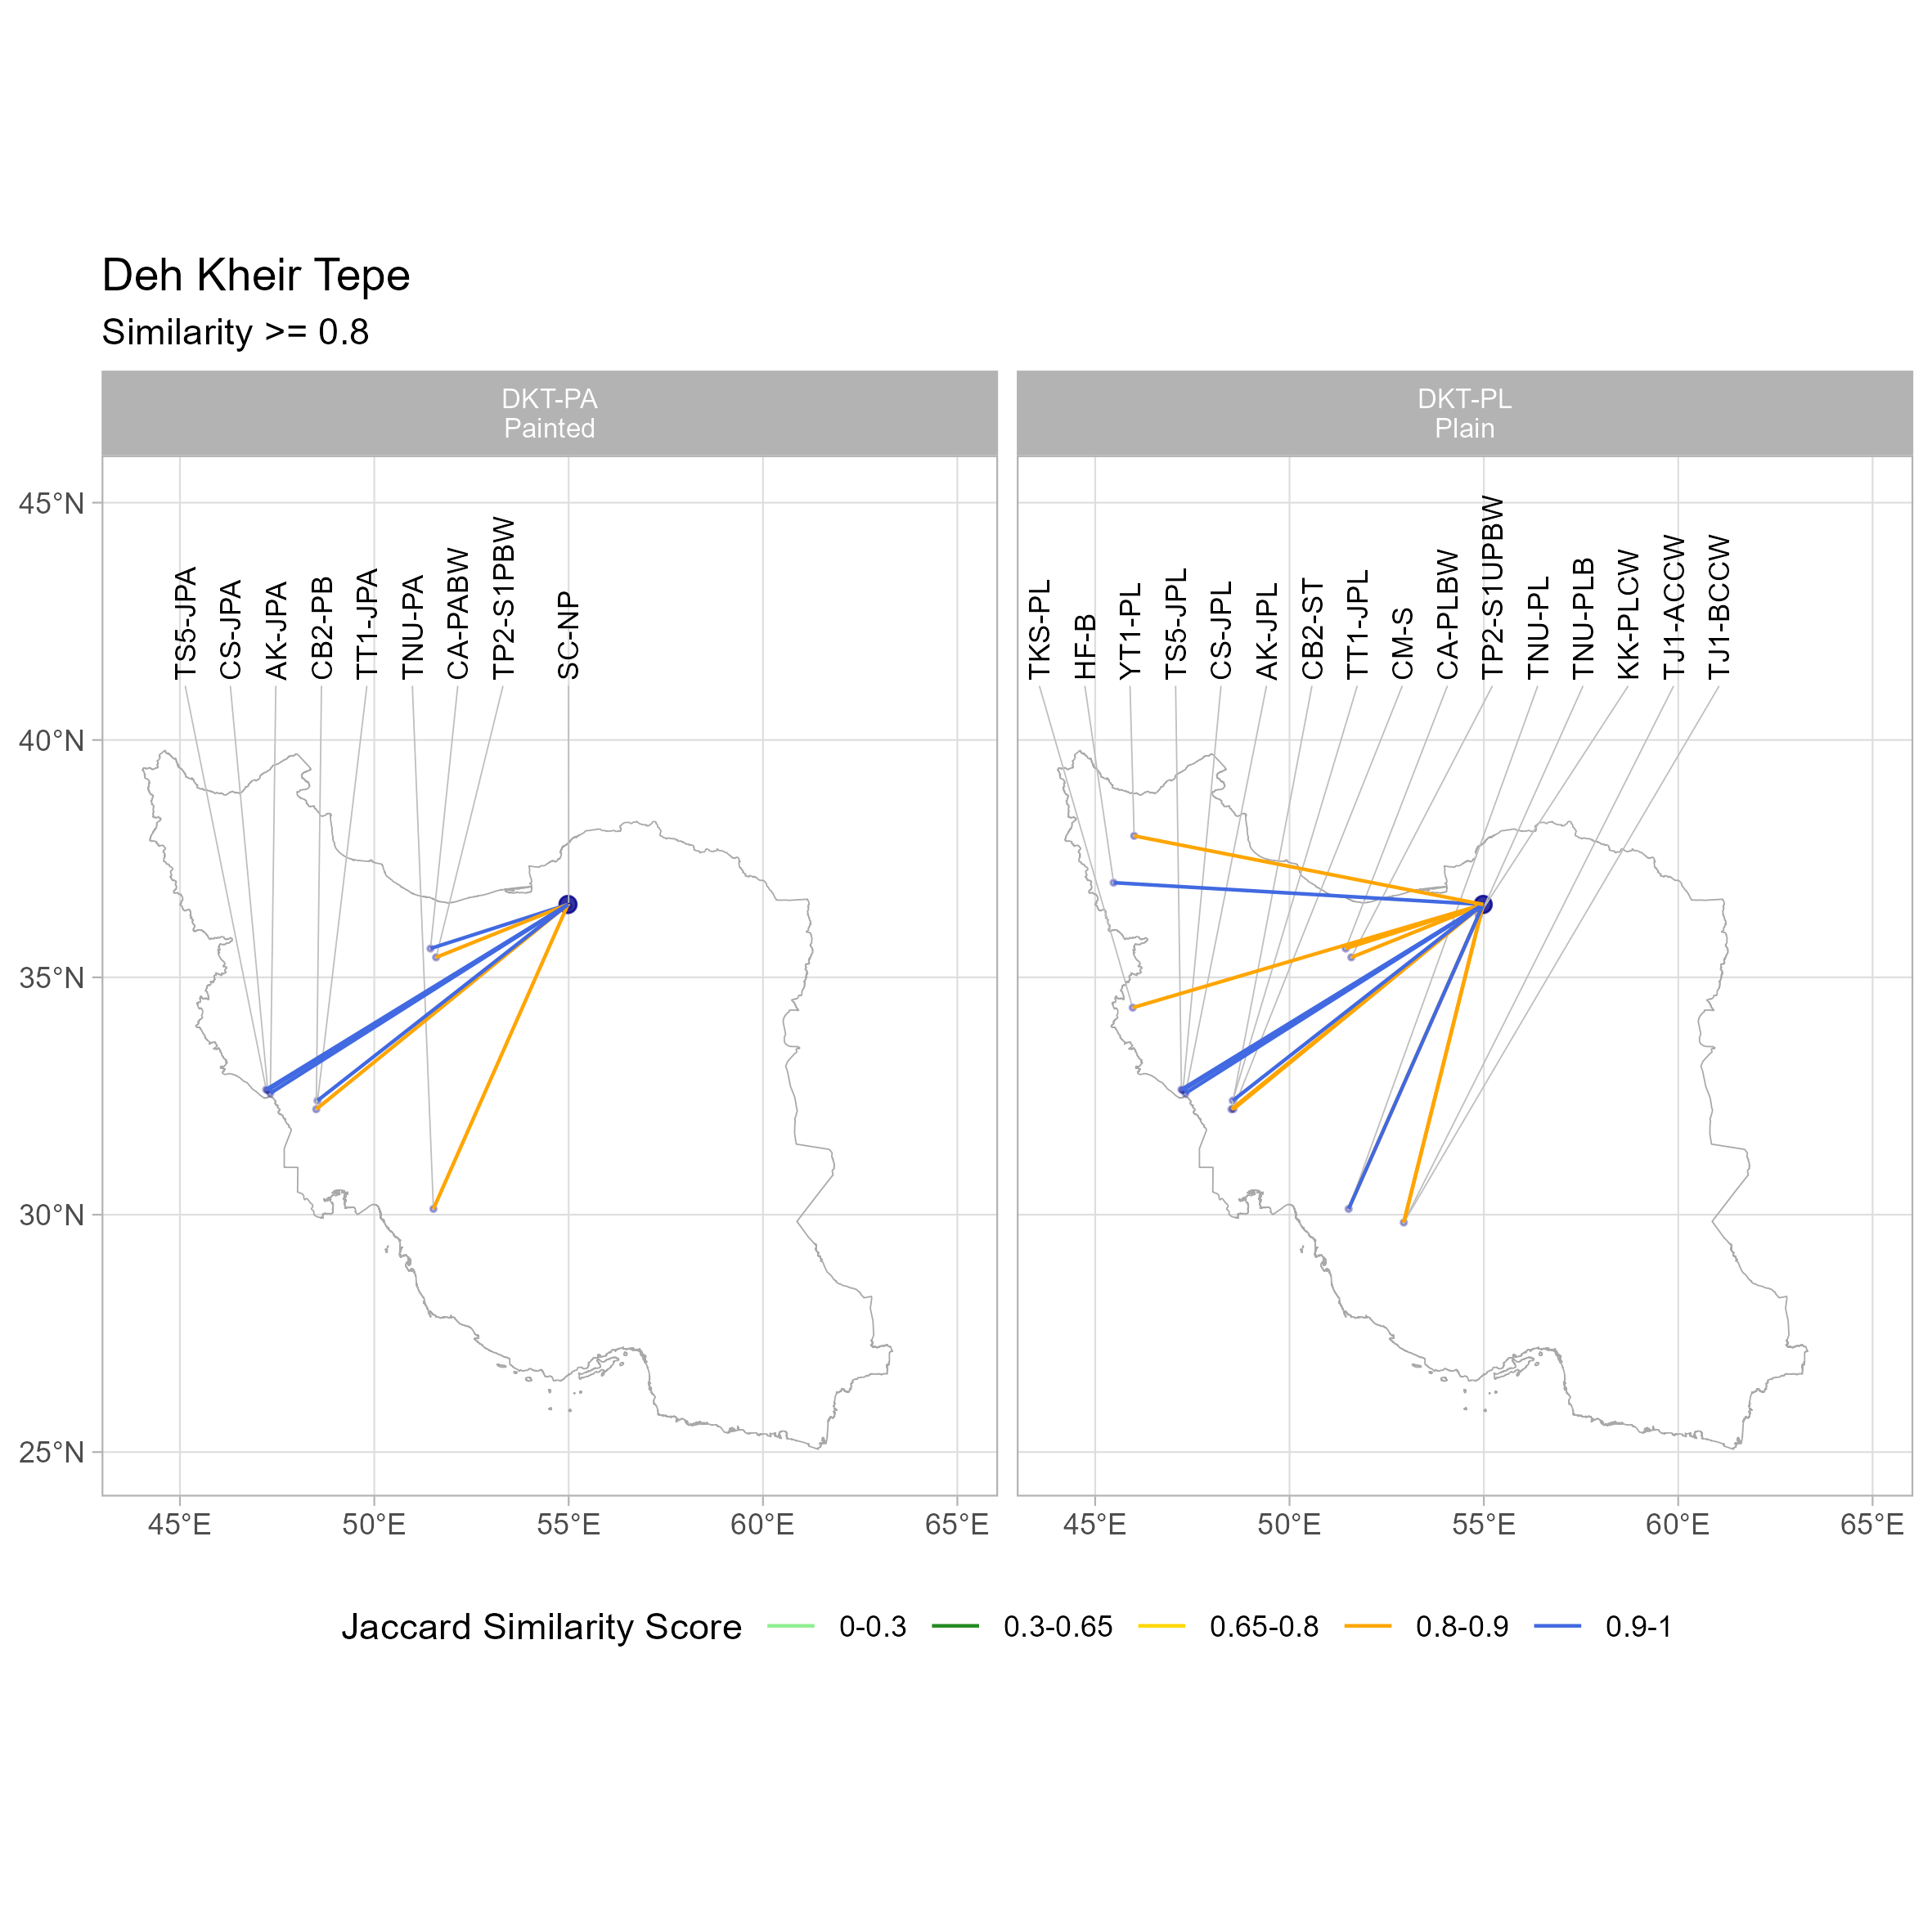 Deh Kheir Tepe
Similarity >= 0.8
DKT-PA
Painted
DKT-PL
Plain
45°N
40°N
35°N
30°N
25°N
TS5-JPA
CS-JPA
AK-JPA
CB2-PB
TT1-JPA
TNU-PA
CA-PABW
TP2-S1PBW
SC-NP
TKS-PL
HF-B
YT1-PL
TS5-JPL
CS-JPL
AK-JPL
CB2-ST
TT1-JPL
CM-S
CA-PLBW
TP2-S1UPBW
TNU-PL
TNU-PLB
KK-PLCW
TJ1-ACCW
TJ1-BCCW
45°E 50°E 55°E 60°E 65°E
45°E 50°E 55°E 60°E 65°E
Jaccard Similarity Score 0-0.3 0.3-0.65 0.65-0.8 0.8-0.9 0.9-1